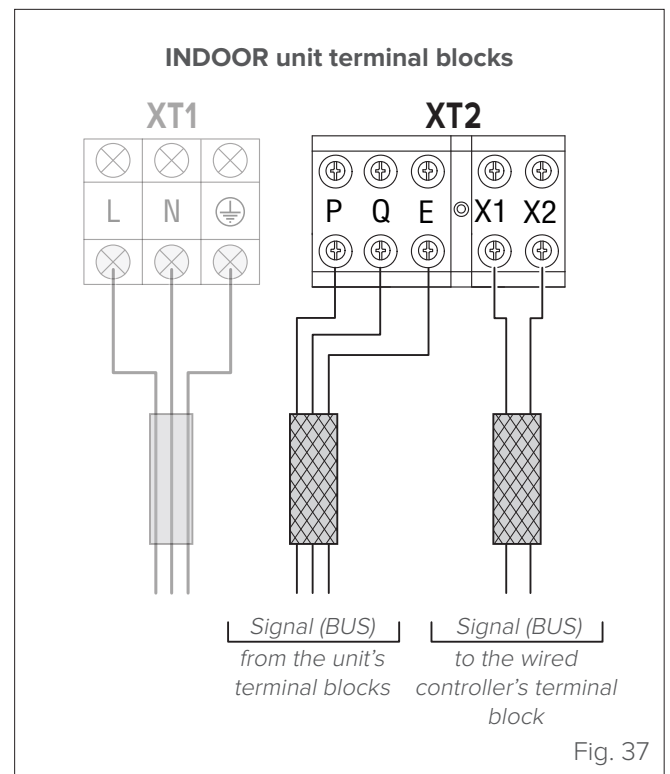 INDOOR unit terminal blocks
XT1 XT2
L N P Q E X1 X2
Signal (BUS) Signal (BUS)
from the unit's to the wired
terminal blocks controller's terminal
block
Fig. 37